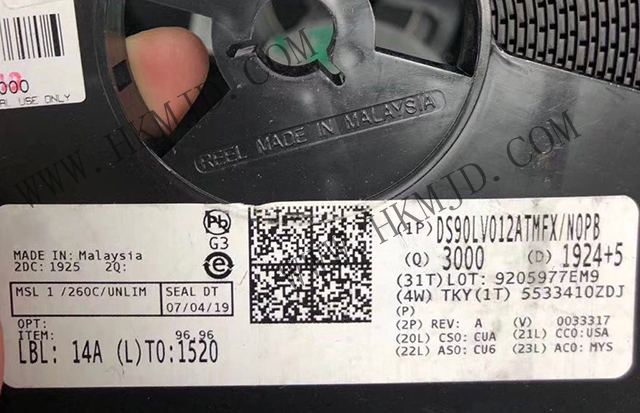 000
AL USE ONLY
REEL MADE IN MALAYSIA
WWW.HKMJD.COM
WWW.HKMJD.COM
Pb
G3
e
MADE IN: Malaysia
2DC: 1925 2Q:
MSL 1 /260C/UNLIM
SEAL DT
07/04/19
OPT:
ITEM:
96,96
LBL: 14A (L)TO:1520
(1P) DS90LV012ATMFX/NOPB
(Q) 3000 (D) 1924+5
(31T) LOT: 9205977EM9
(4W) TKY(1T) 5533410ZDJ
(P)
(2P) REV: A (V) 0033317
(20L) CSO: CUA (21L) CCO:USA
(22L) ASO: CU6 (23L) ACO: MYS